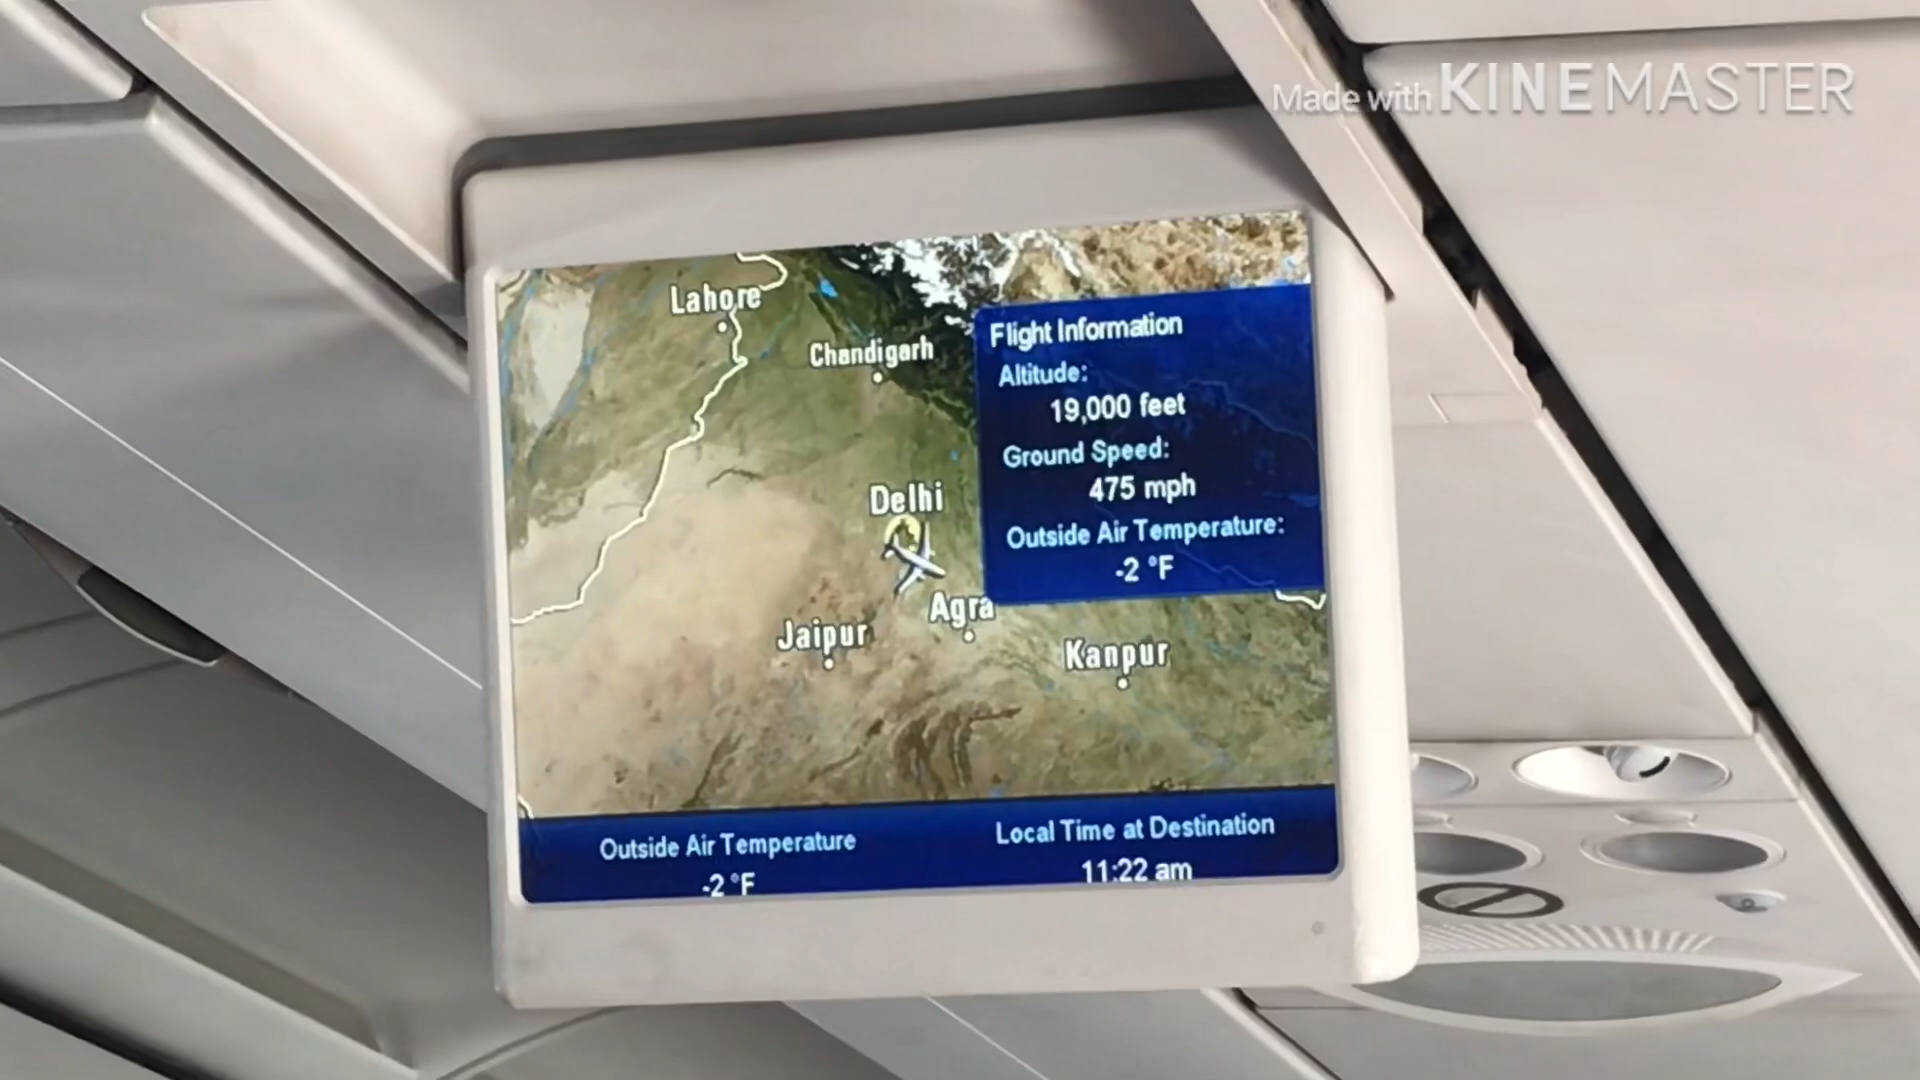 Made with KINEMASTER
Lahore
Chandigarh
Flight Information
Altitude:
19,000 feet
Ground Speed:
475 mph
Outside Air Temperature:
-2 °F
Delhi
Agra
Jaipur
Kanpur
Outside Air Temperature
-2 °F
Local Time at Destination
11:22 am